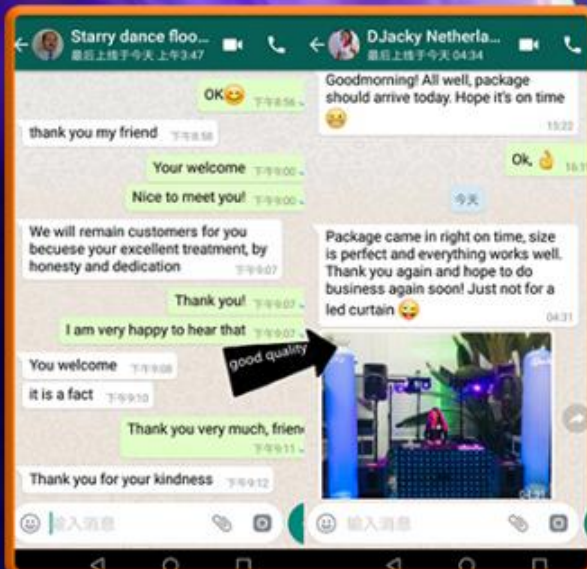 Starry dance floo...
最后上线于今天 上午3:47
OK😊
下午8:56
thank you my friend
下午8:58
Your welcome
下午9:00
Nice to meet you!
下午9:00
We will remain customers for you
becuese your excellent treatment, by
honesty and dedication
下午9:07
Thank you!
下午9:07
I am very happy to hear that
下午9:07
You welcome
下午9:08
it is a fact
下午9:10
Thank you very much, frien
下午9:11
Thank you for your kindness
下午9:12
输入消息
good quality
DJacky Netherla...
最后上线于今天 04:34
Goodmorning! All well, package
should arrive today. Hope it's on time
😁
15:22
Ok, 👌
今天
Package came in right on time, size
is perfect and everything works well.
Thank you again and hope to do
business again soon! Just not for a
led curtain 😜
04:31
04:31
输入消息